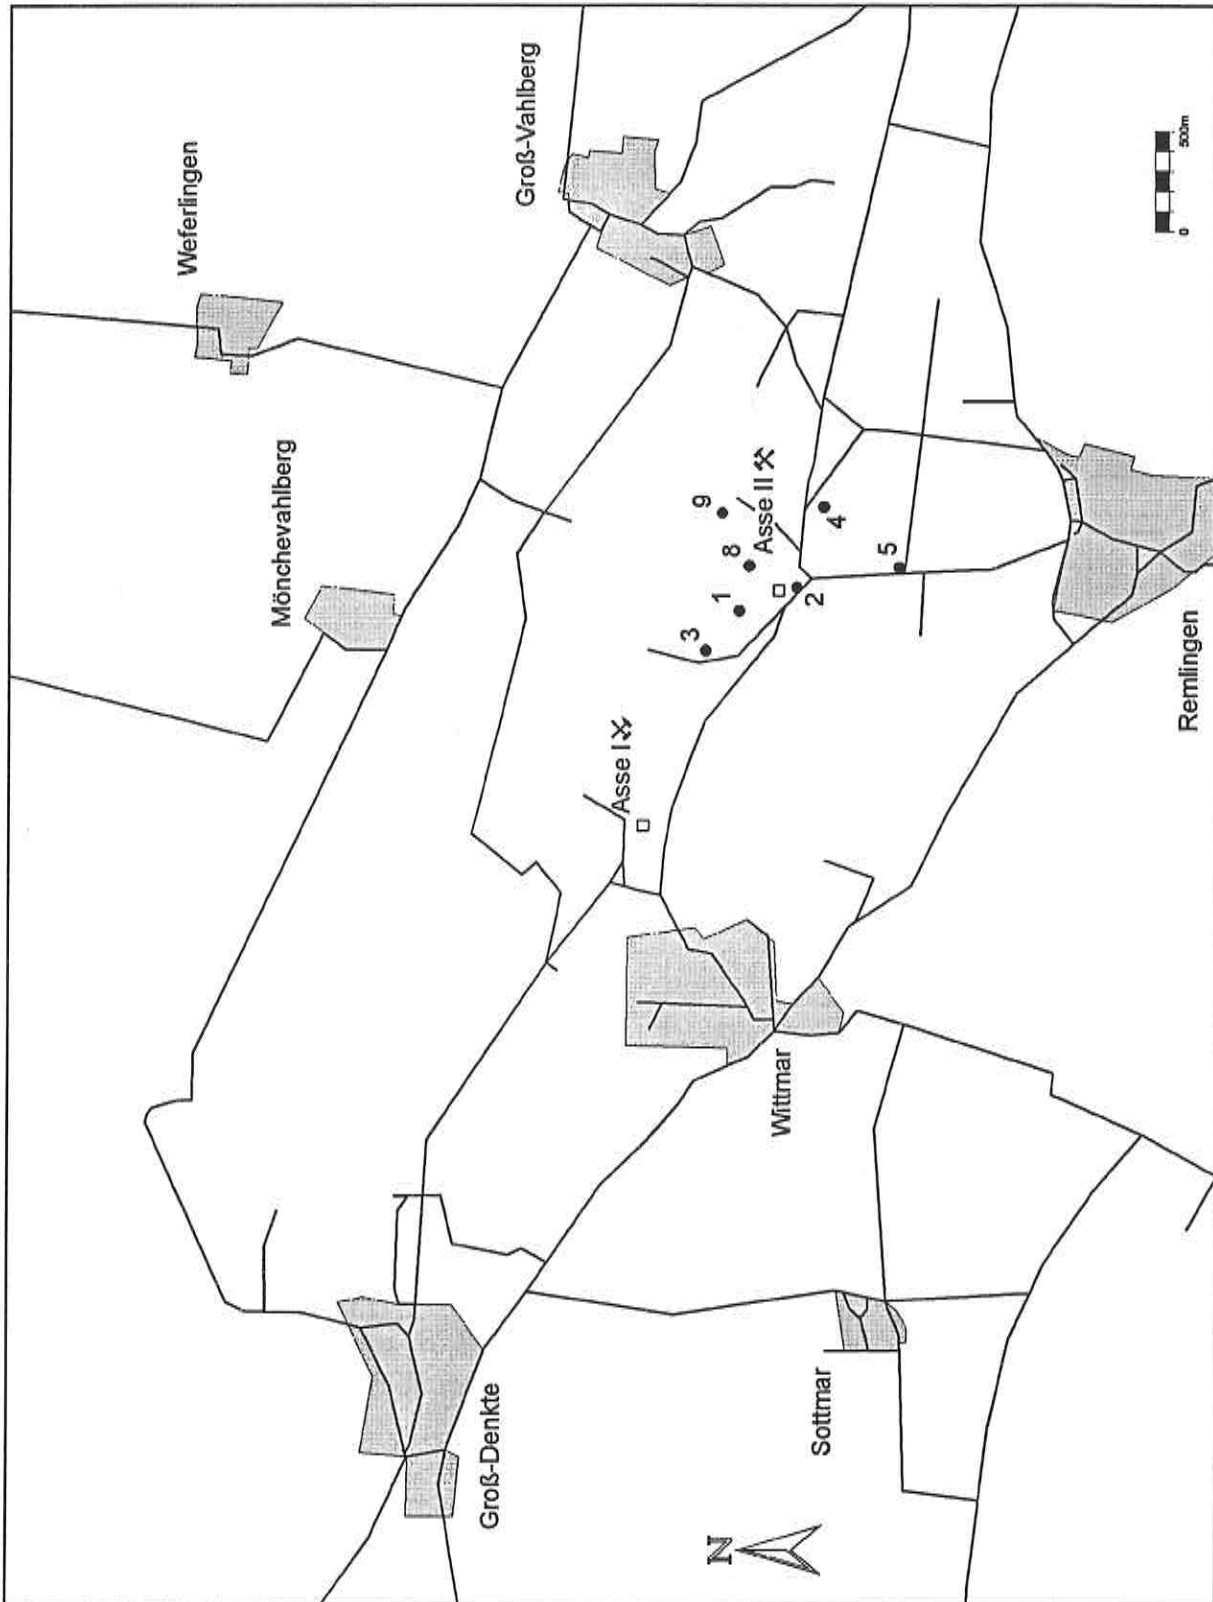 Weferlingen
Groß-Vahlberg
Mönchevahlberg
Asse I
Asse II
3
1
8
9
2
4
5
Groß-Denkte
Wittmar
Sottmar
Remlingen
N
0
500m